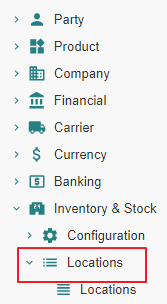 Party
Product
Company
Financial
Carrier
Currency
Banking
Inventory & Stock
Configuration
Locations
Locations